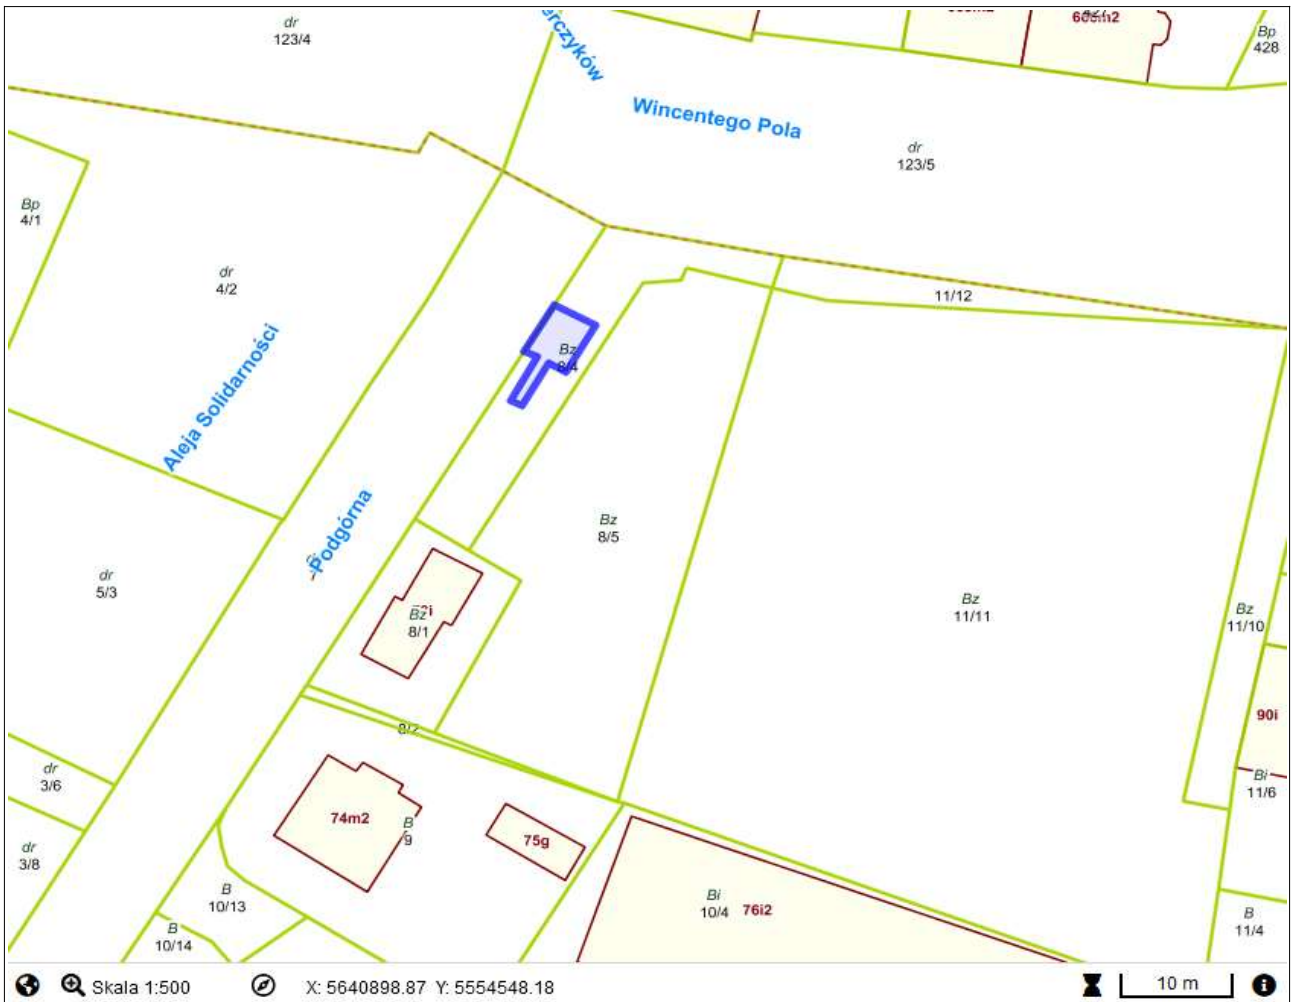 dr
123/4
Wincentego Pola
dr
123/5
Bp
428
Bp
4/1
dr
4/2
11/12
Bz
8/4
Aleja Solidarności
Podgórna
Bz
8/5
dr
5/3
Bz
8/1
Bz
11/11
Bz
11/10
90i
Bi
11/6
8/2
dr
3/6
74m2
B
9
75g
dr
3/8
B
10/13
B
10/14
Bi
10/4
76i2
B
11/4
Skala 1:500
X: 5640898.87 Y: 5554548.18
10 m